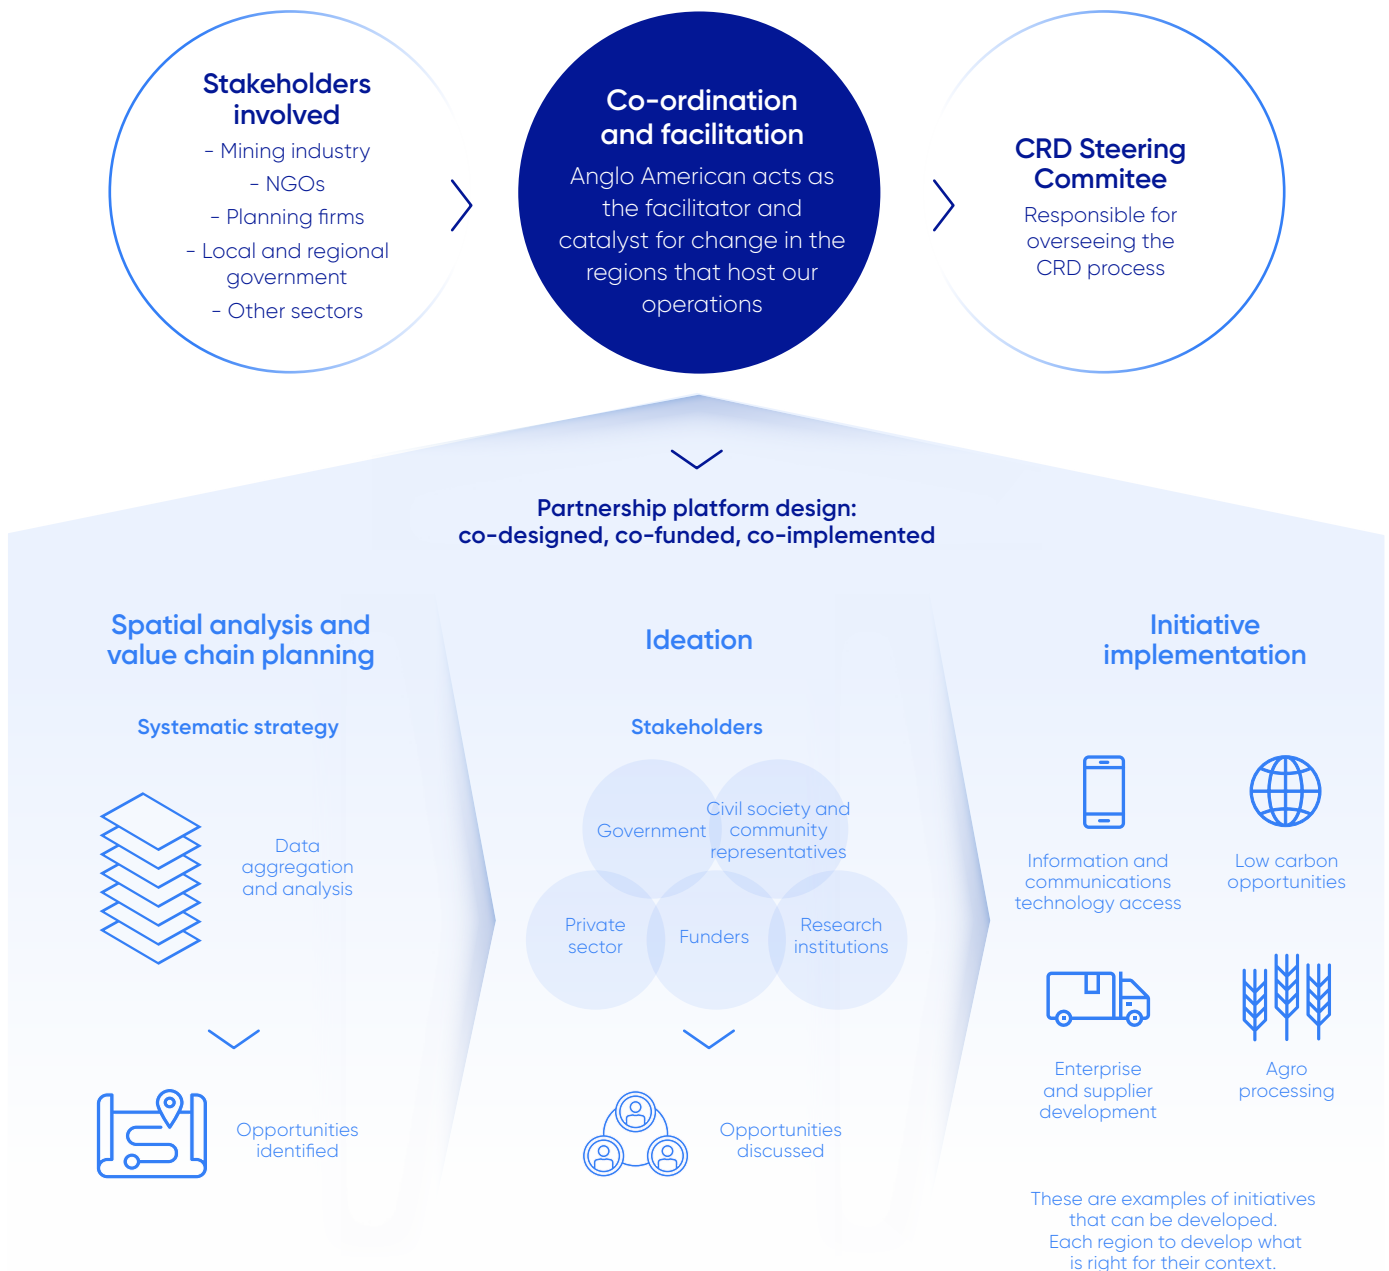 Stakeholders
involved
- Mining industry
- NGOs
- Planning firms
- Local and regional
government
- Other sectors
Co-ordination
and facilitation
Anglo American acts as
the facilitator and
catalyst for change in the
regions that host our
operations
CRD Steering
Commitee
Responsible for
overseeing the
CRD process
Partnership platform design:
co-designed, co-funded, co-implemented
Spatial analysis and
value chain planning
Systematic strategy
Data
aggregation
and analysis
Opportunities
identified
Ideation
Stakeholders
Government
Civil society and
community
representatives
Private
sector
Funders
Research
institutions
Opportunities
discussed
Initiative
implementation
Information and
communications
technology access
Low carbon
opportunities
Enterprise
and supplier
development
Agro
processing
These are examples of initiatives
that can be developed.
Each region to develop what
is right for their context.